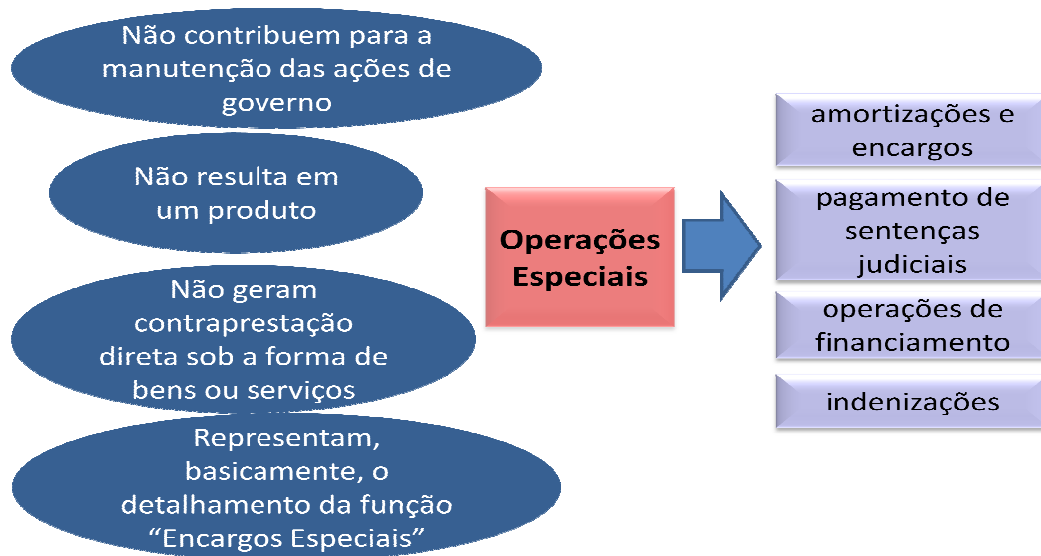 Não contribuem para a
manutenção das ações de
governo
Não resulta em
um produto
Não geram
contraprestação
direta sob a forma de
bens ou serviços
Representam,
basicamente, o
detalhamento da função
“Encargos Especiais”
Operações
Especiais
amortizações e
encargos
pagamento de
sentenças
judiciais
operações de
financiamento
indenizações